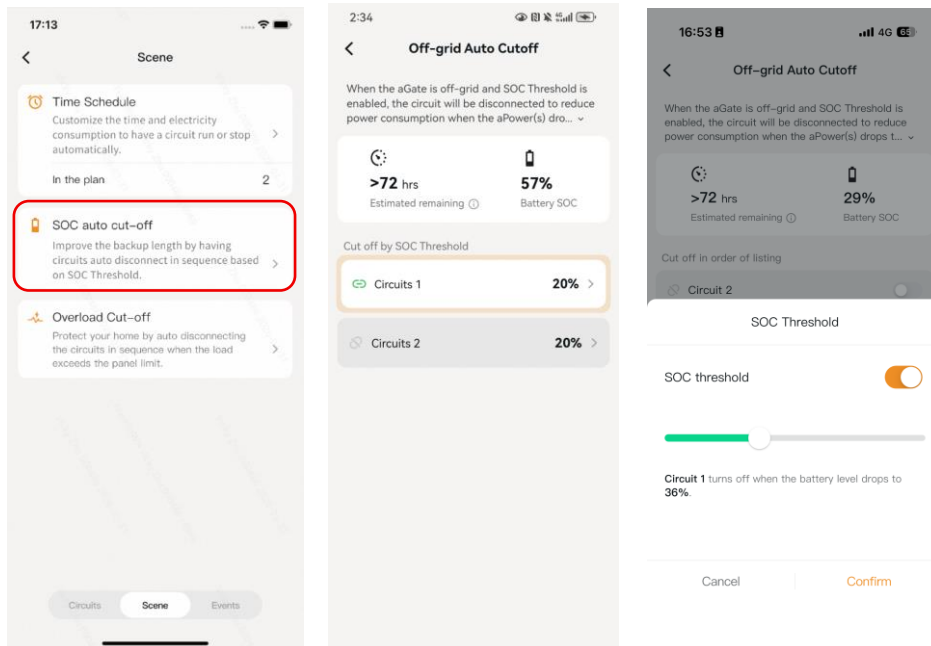 17:13
Scene
Time Schedule
Customize the time and electricity
consumption to have a circuit run or stop
automatically.
In the plan 2
SOC auto cut-off
Improve the backup length by having
circuits auto disconnect in sequence based
on SOC Threshold.
Overload Cut-off
Protect your home by auto disconnecting
the circuits in sequence when the load
exceeds the panel limit.
Circuits Scene Events
2:34
Off-grid Auto Cutoff
When the aGate is off-grid and SOC Threshold is
enabled, the circuit will be disconnected to reduce
power consumption when the aPower(s) dro...
>72 hrs 57%
Estimated remaining Battery SOC
Cut off by SOC Threshold
Circuits 1 20%
Circuits 2 20%
16:53 4G 65
Off-grid Auto Cutoff
When the aGate is off-grid and SOC Threshold is
enabled, the circuit will be disconnected to reduce
power consumption when the aPower(s) drops t...
>72 hrs 29%
Estimated remaining Battery SOC
Cut off in order of listing
Circuit 2
SOC Threshold
SOC threshold
Circuit 1 turns off when the battery level drops to
36%.
Cancel Confirm